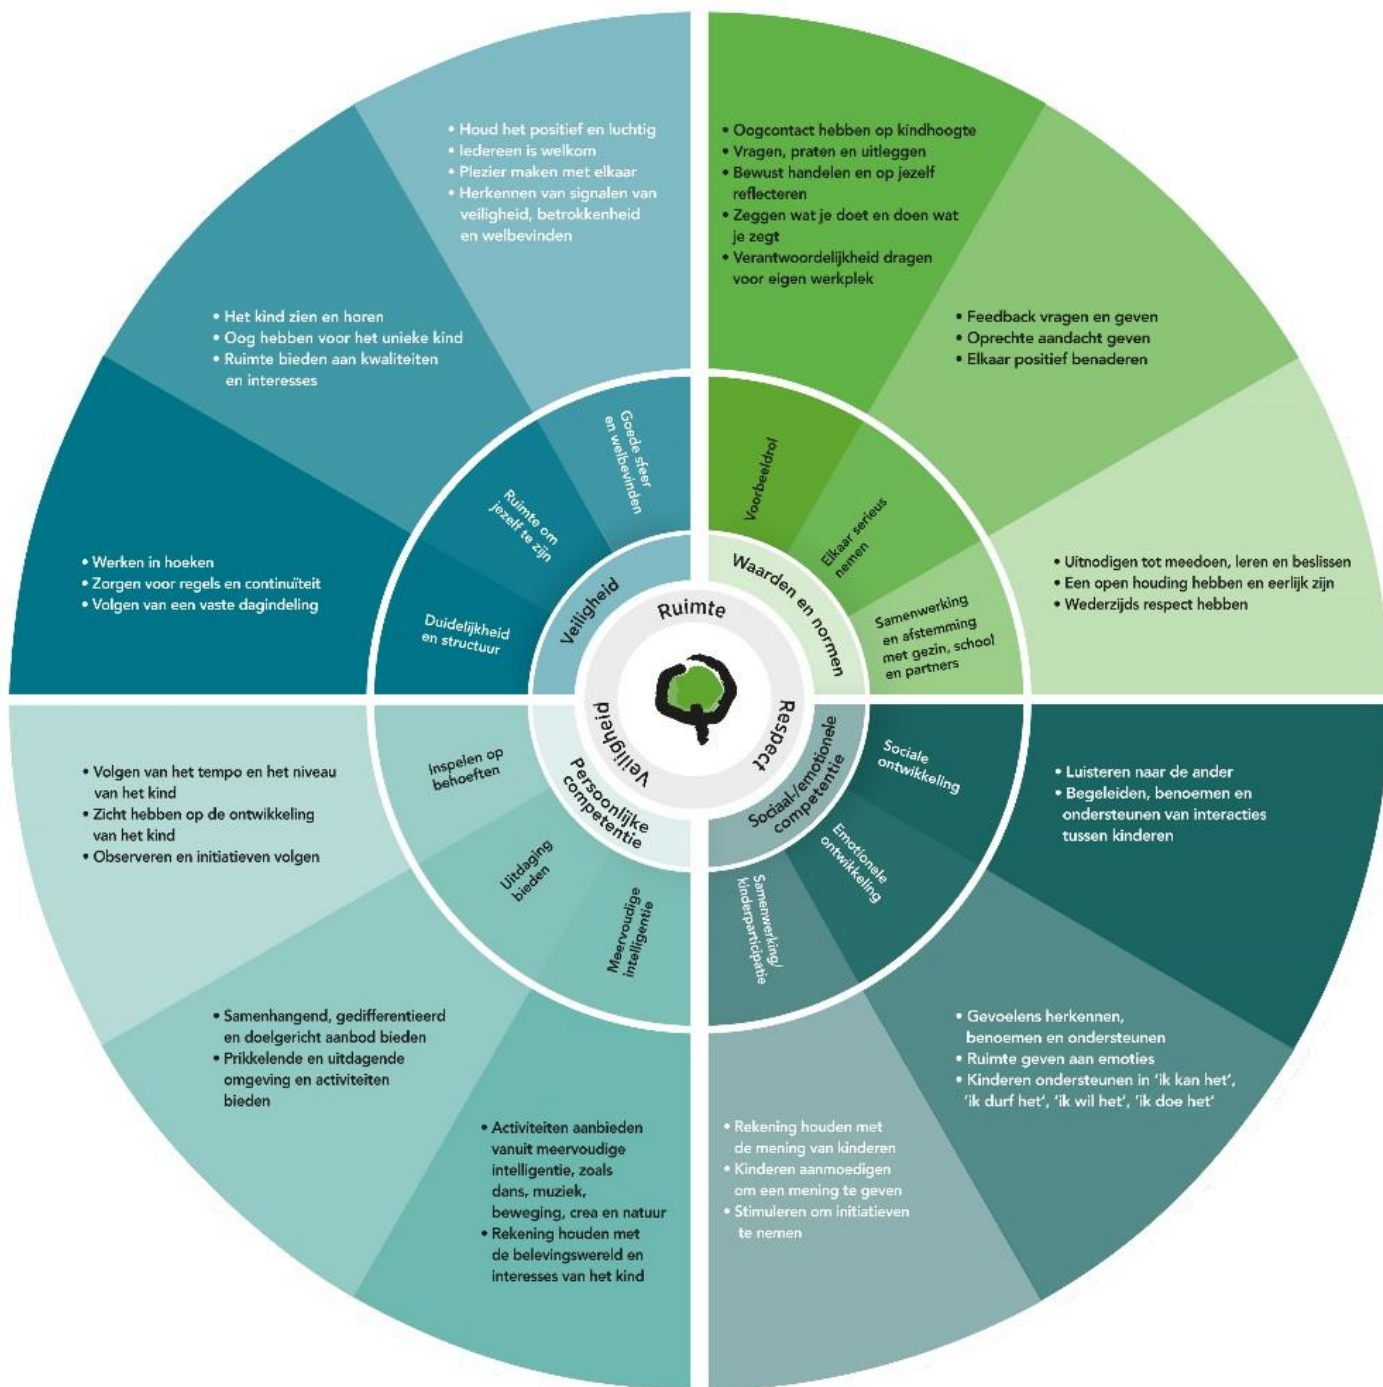 • Houd het positief en luchtig
• Iedereen is welkom
• Plezier maken met elkaar
• Herkennen van signalen van
veiligheid, betrokkenheid
en welbevinden
• Het kind zien en horen
• Oog hebben voor het unieke kind
• Ruimte bieden aan kwaliteiten
en interesses
• Werken in hoeken
• Zorgen voor regels en continuïteit
• Volgen van een vaste dagindeling
Goede sfeer
en welbevinden
Ruimte om
jezelf te zijn
Duidelijkheid
en structuur
Veiligheid
• Oogcontact hebben op kindhoogte
• Vragen, praten en uitleggen
• Bewust handelen en op jezelf
reflecteren
• Zeggen wat je doet en doen wat
je zegt
• Verantwoordelijkheid dragen
voor eigen werkplek
• Feedback vragen en geven
• Oprechte aandacht geven
• Elkaar positief benaderen
• Uitnodigen tot meedoen, leren en beslissen
• Een open houding hebben en eerlijk zijn
• Wederzijds respect hebben
Voorbeeldrol
Elkaar serieus
nemen
Samenwerking
en afstemming
met gezin, school
en partners
Waarden en normen
Ruimte
Respect
Veiligheid
Sociaal-/emotionele
competentie
Sociale
ontwikkeling
Emotionele
ontwikkeling
Samenwerking/
kinderparticipatie
• Luisteren naar de ander
• Begeleiden, benoemen en
ondersteunen van interacties
tussen kinderen
• Gevoelens herkennen,
benoemen en ondersteunen
• Ruimte geven aan emoties
• Kinderen ondersteunen in ‘ik kan het’,
‘ik durf het’, ‘ik wil het’, ‘ik doe het’
• Rekening houden met
de mening van kinderen
• Kinderen aanmoedigen
om een mening te geven
• Stimuleren om initiatieven
te nemen
Persoonlijke
competentie
Inspelen op
behoeften
Uitdaging
bieden
Meervoudige
intelligentie
• Volgen van het tempo en het niveau
van het kind
• Zicht hebben op de ontwikkeling
van het kind
• Observeren en initiatieven volgen
• Samenhangend, gedifferentieerd
en doelgericht aanbod bieden
• Prikkelende en uitdagende
omgeving en activiteiten
bieden
• Activiteiten aanbieden
vanuit meervoudige
intelligentie, zoals
dans, muziek,
beweging, crea en natuur
• Rekening houden met
de belevingswereld en
interesses van het kind